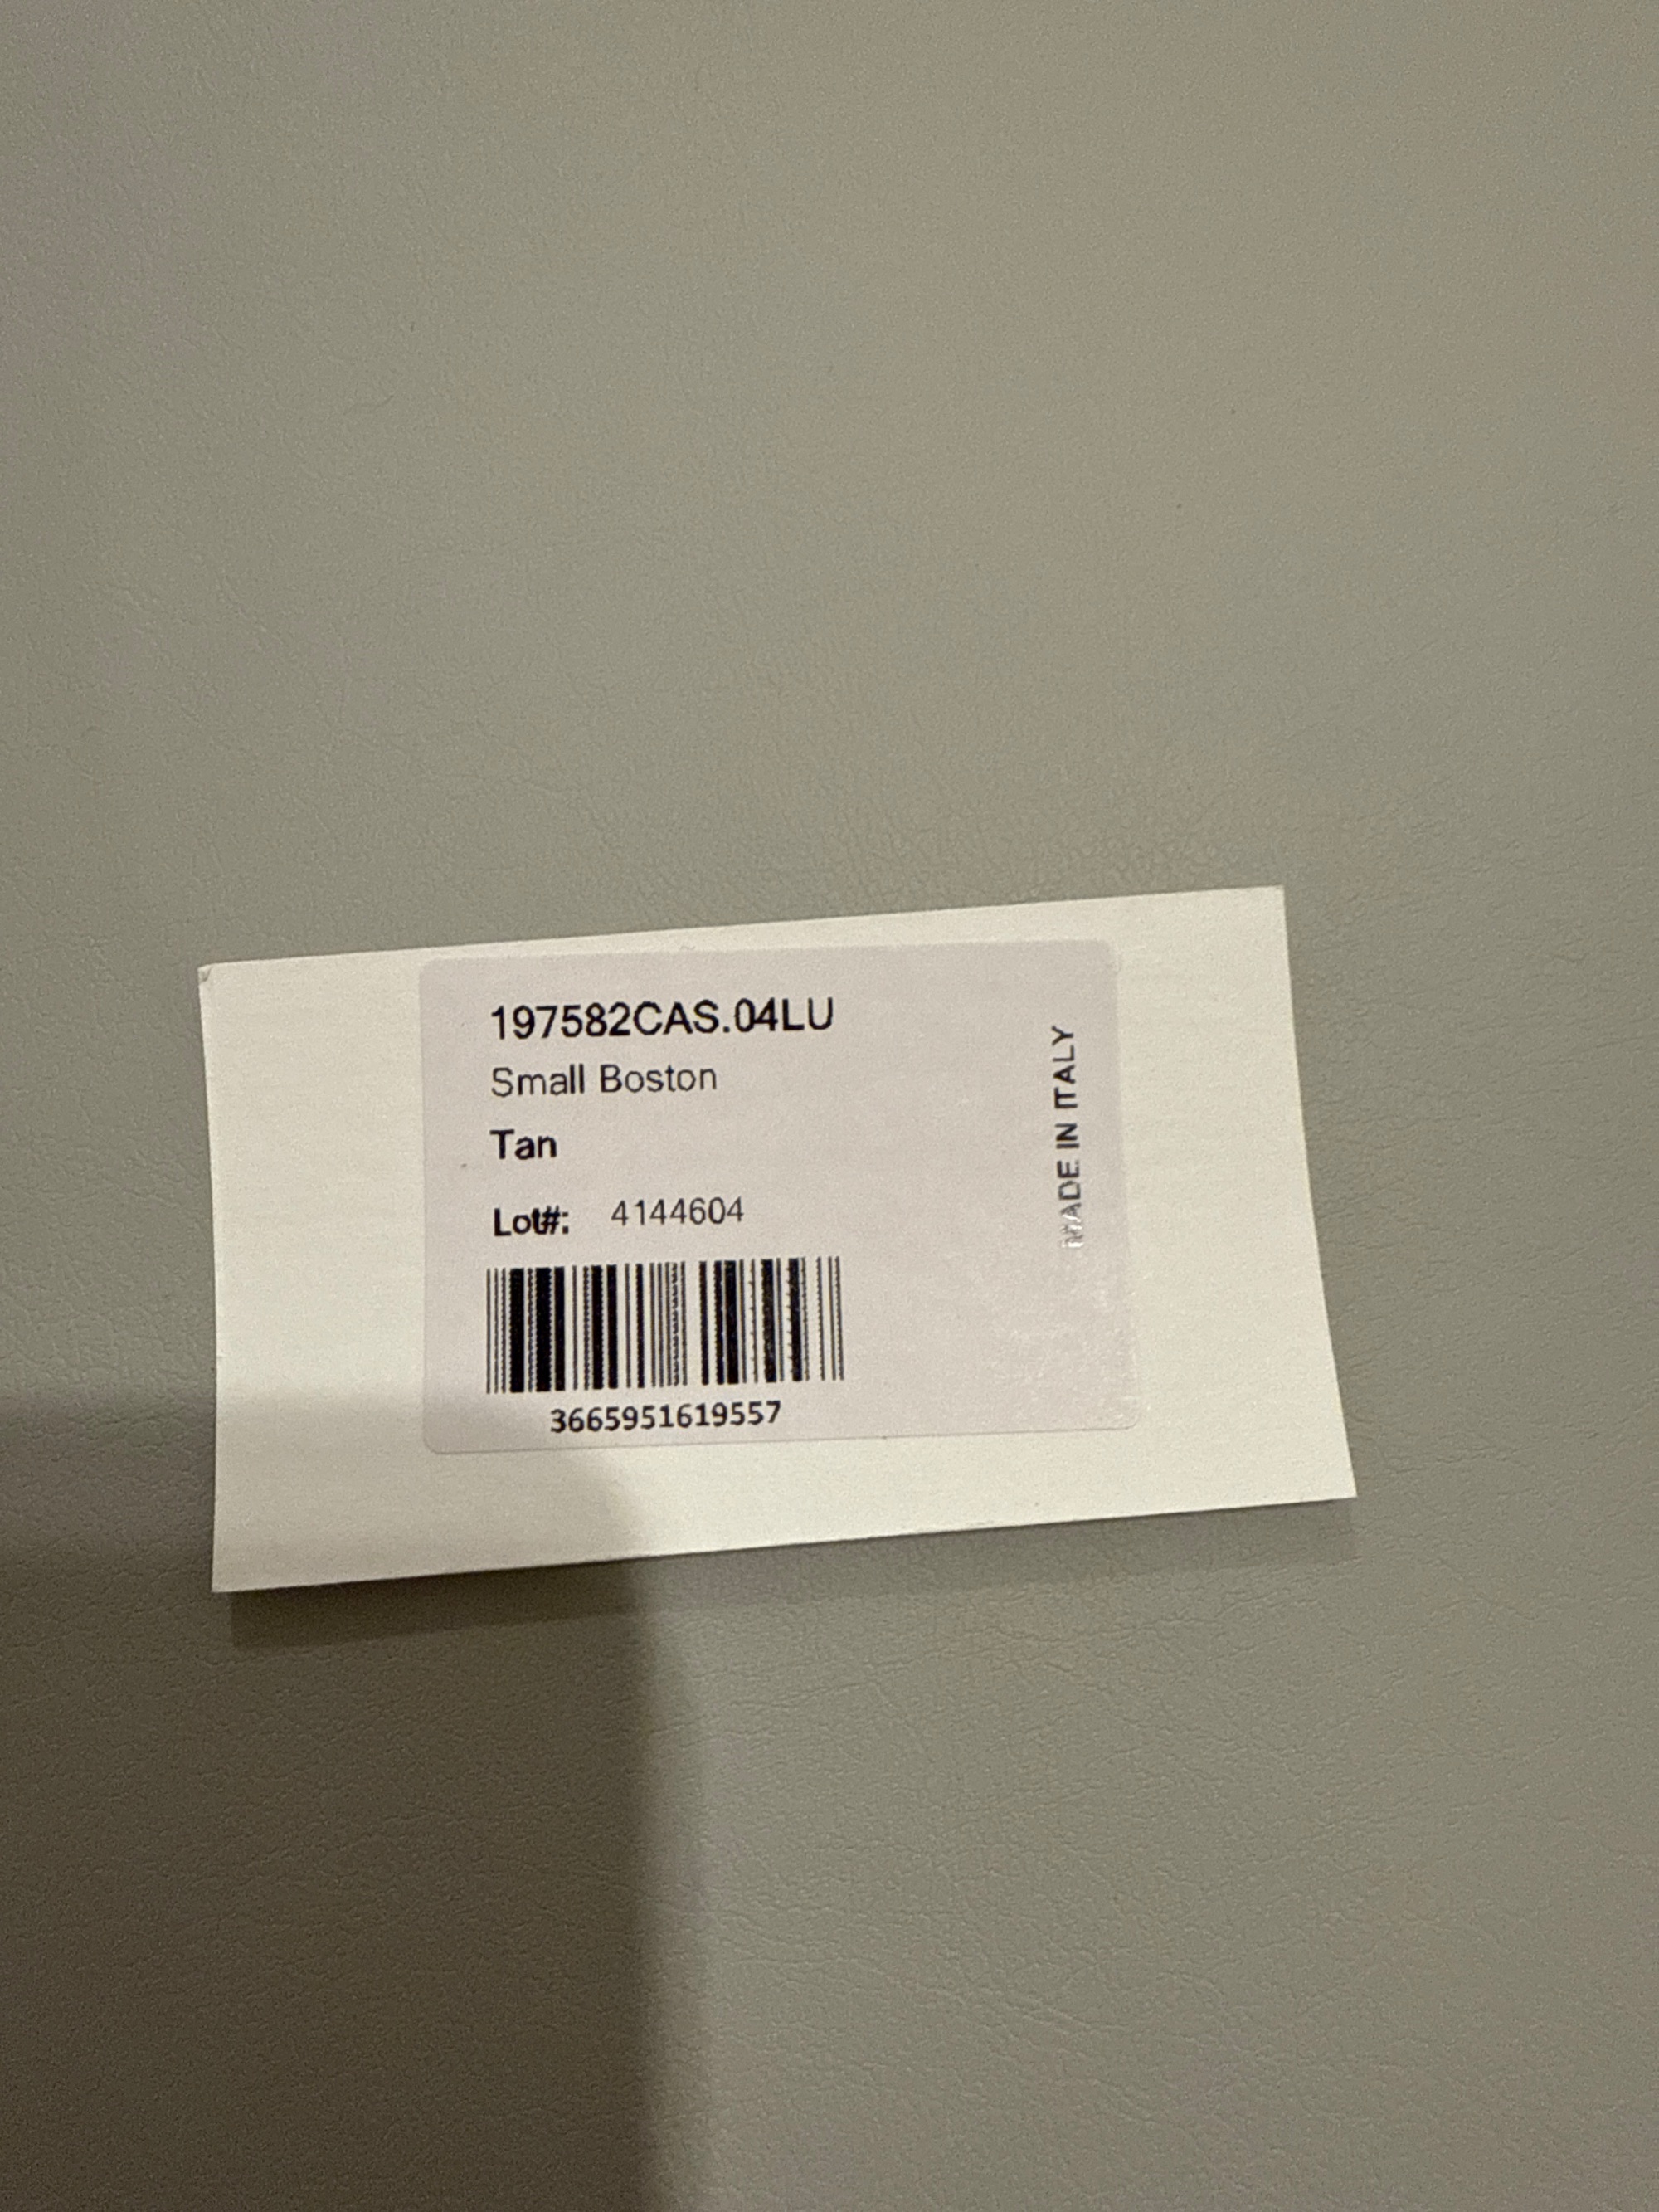 197582CAS.04LU
Small Boston
Tan
Lot#: 4144604
3665951619557
MADE IN ITALY